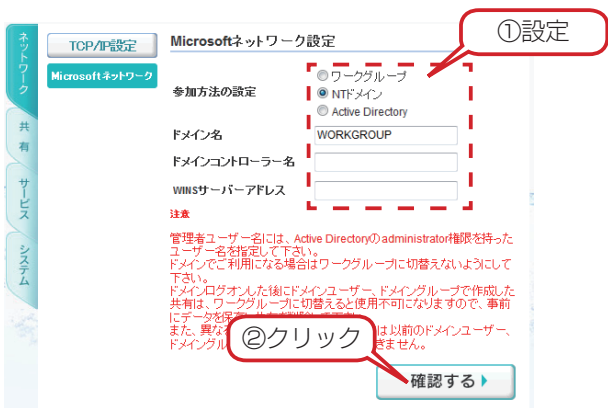 ネットワーク
共有
サービス
システム
TCP/IP設定
Microsoftネットワーク
Microsoftネットワーク設定
①設定
参加方法の設定
ワークグループ
NTドメイン
Active Directory
ドメイン名
WORKGROUP
ドメインコントローラー名
WINSサーバーアドレス
注意
管理者ユーザー名には、Active Directoryのadministrator権限を持った
ユーザー名を指定して下さい。
ドメインでご利用になる場合はワークグループに切替えないようにして
下さい。
ドメインログオンした後にドメインユーザー、ドメイングループで作成した
共有は、ワークグループに切替えると使用不可になりますので、事前
にデータを保存
また、異な は以前のドメインユーザー、
ドメイングル きません。
②クリック
確認する